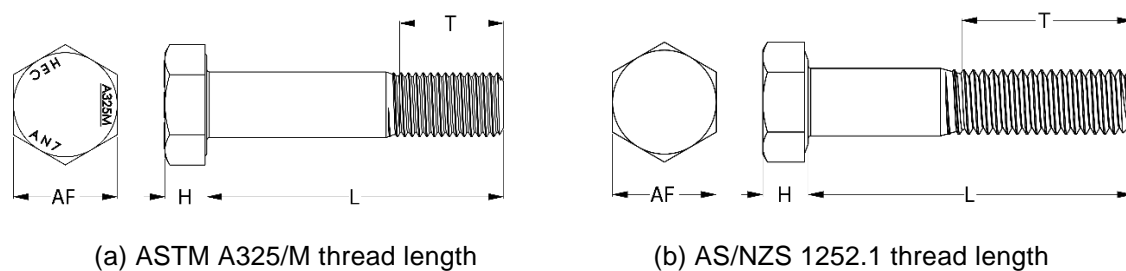 T
HEC
A325M
AN7
AF
H
L
(a) ASTM A325/M thread length
T
AF
H
L
(b) AS/NZS 1252.1 thread length